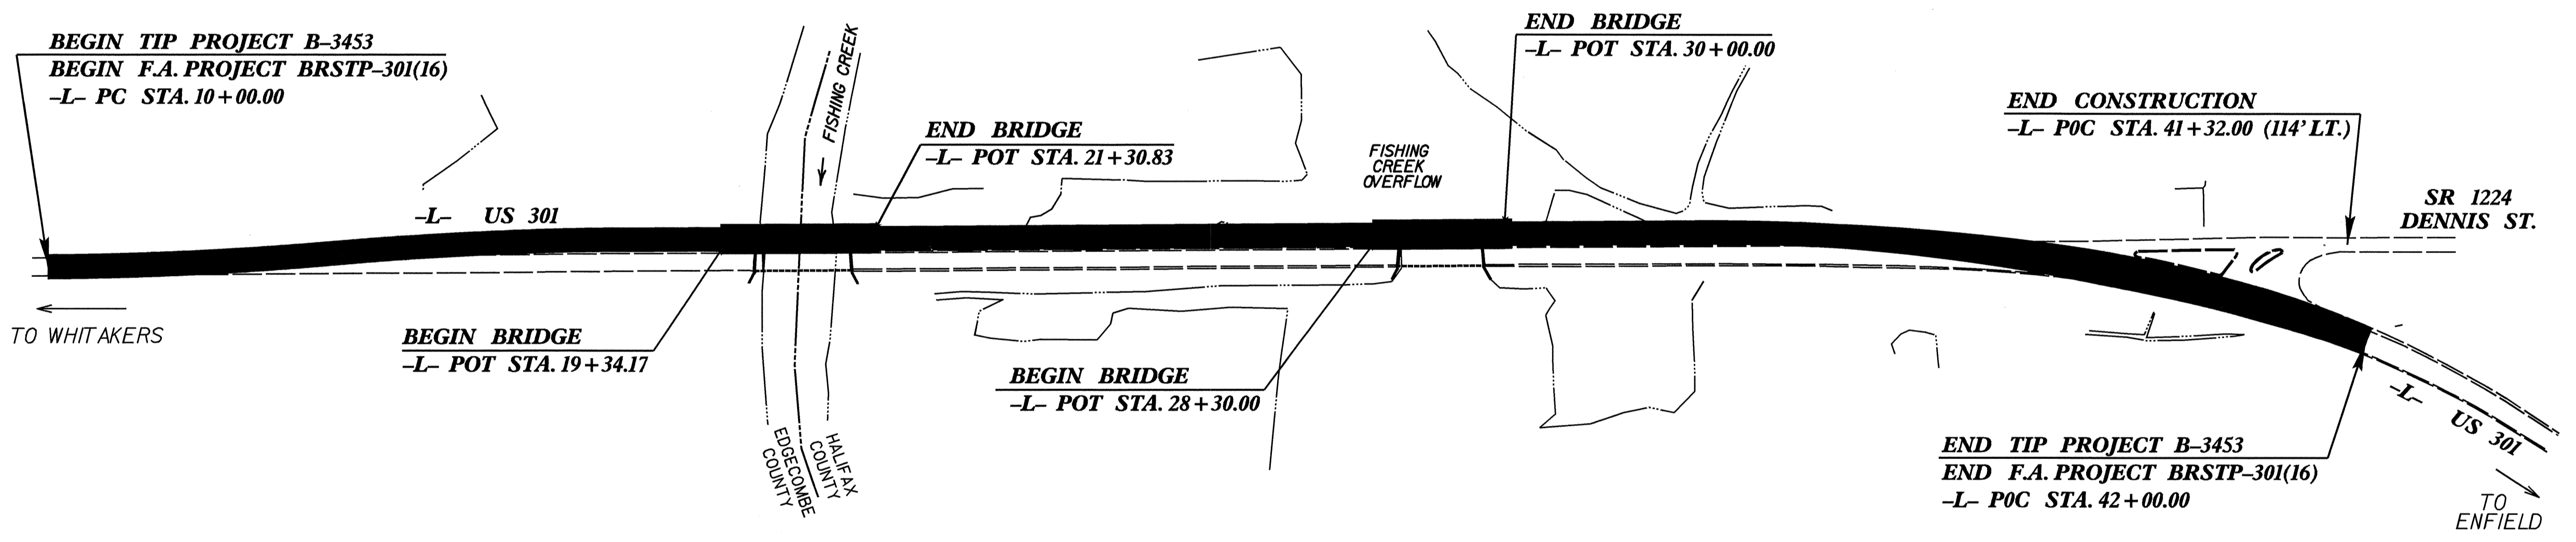 BEGIN TIP PROJECT B-3453
BEGIN F.A. PROJECT BRSTP-301(16)
-L- PC STA. 10+00.00
FISHING CREEK
END BRIDGE
-L- POT STA. 21+30.83
END BRIDGE
-L- POT STA. 30+00.00
FISHING
CREEK
OVERFLOW
END CONSTRUCTION
-L- P0C STA. 41+32.00 (114' LT.)
SR 1224
DENNIS ST.
-L- US 301
TO WHITAKERS
BEGIN BRIDGE
-L- POT STA. 19+34.17
BEGIN BRIDGE
-L- POT STA. 28+30.00
EDGECOMBE
COUNTY
HALIFAX
COUNTY
END TIP PROJECT B-3453
END F.A. PROJECT BRSTP-301(16)
-L- P0C STA. 42+00.00
-L- US 301
TO
ENFIELD